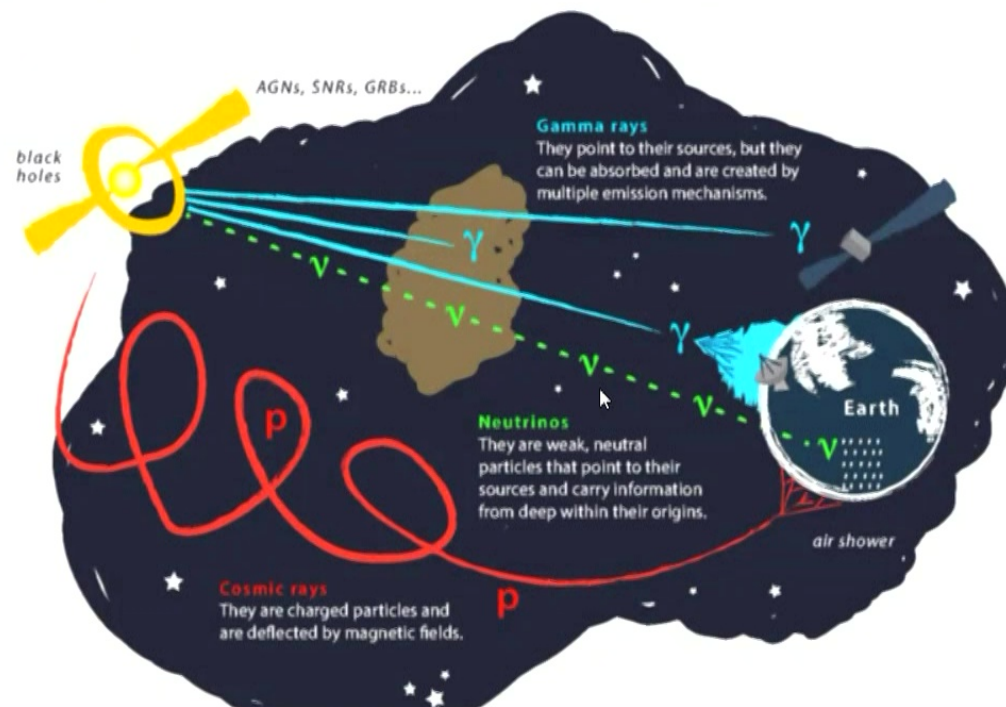 AGNs, SNRs, GRBs...
black
holes
Gamma rays
They point to their sources, but they
can be absorbed and are created by
multiple emission mechanisms.
γ
γ
ν
ν
γ
ν
ν
Earth
ν
p
Neutrinos
They are weak, neutral
particles that point to their
sources and carry information
from deep within their origins.
air shower
Cosmic rays
They are charged particles and
are deflected by magnetic fields.
p